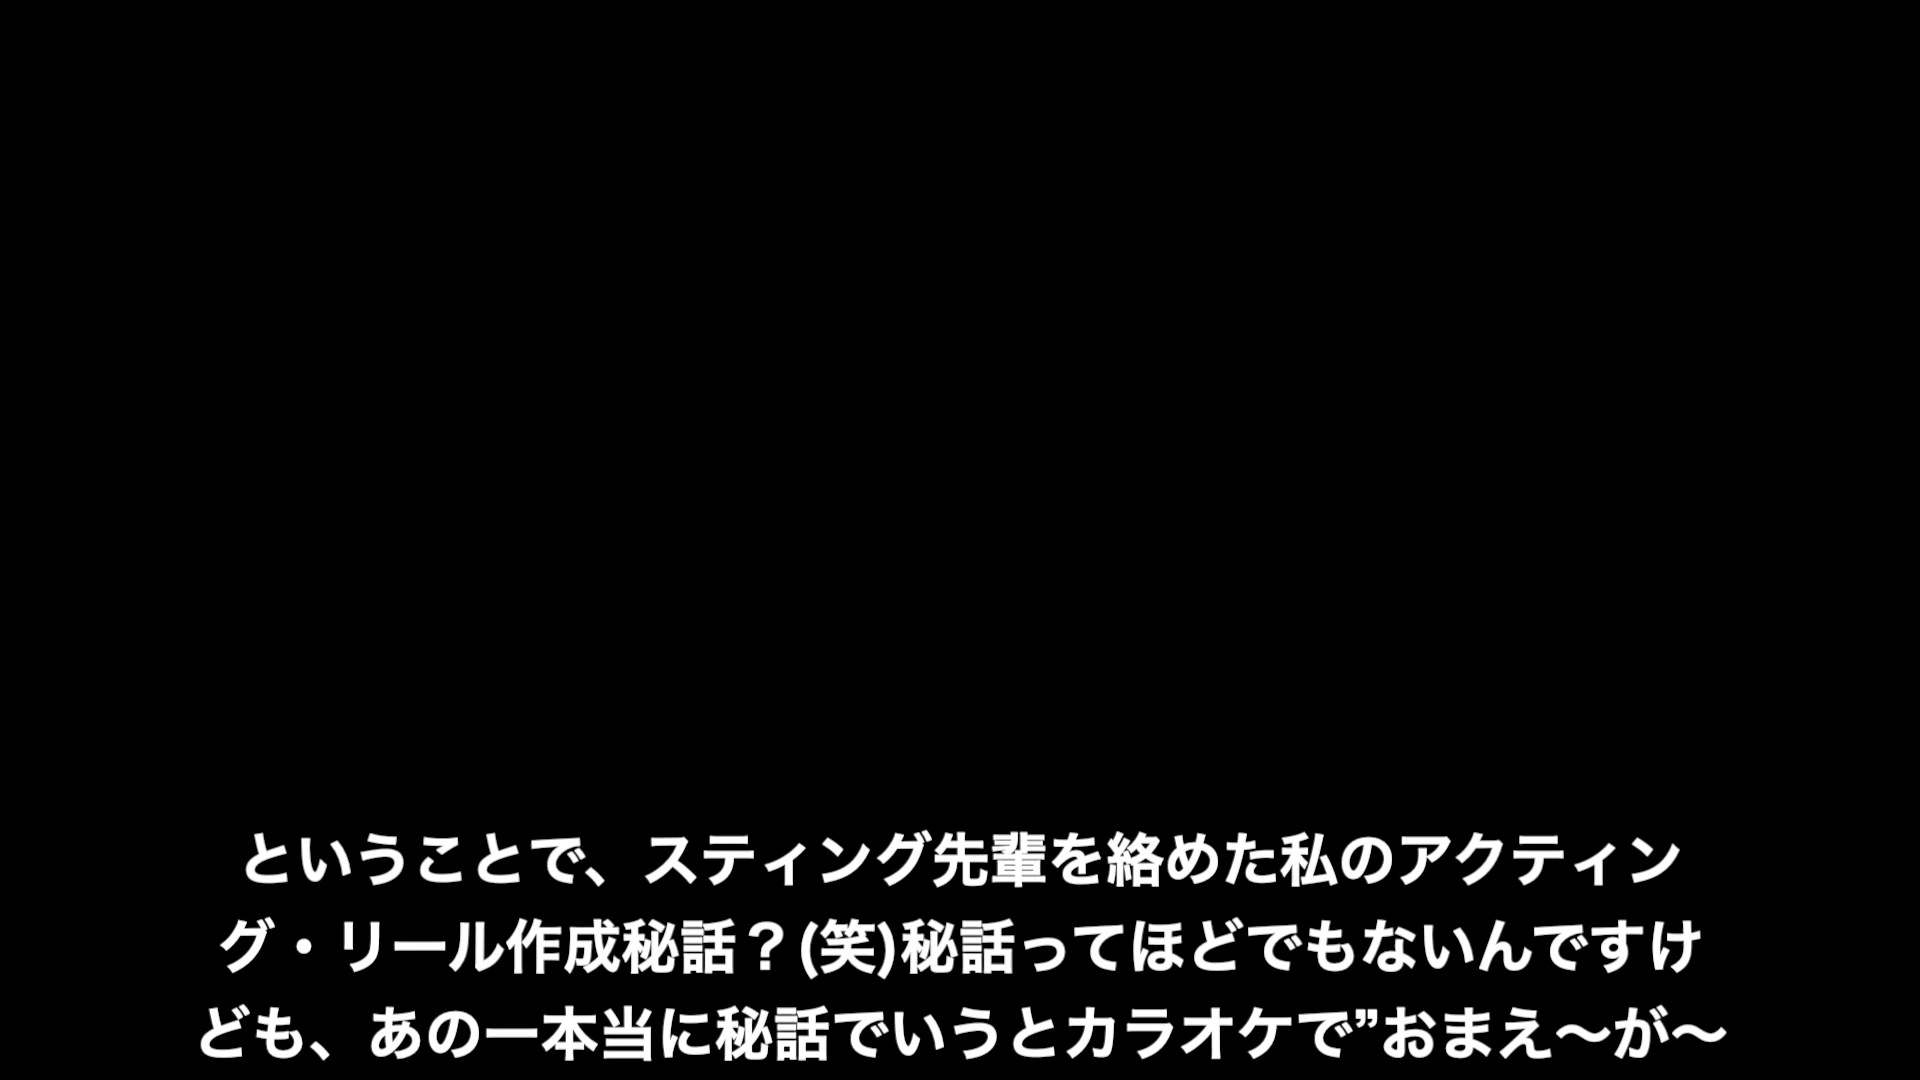 ということで、スティング先輩を絡めた私のアクティン
グ・リール作成秘話？(笑)秘話ってほどでもないんですけ
ども、あの一本当に秘話でいうとカラオケで”おまえ〜が〜